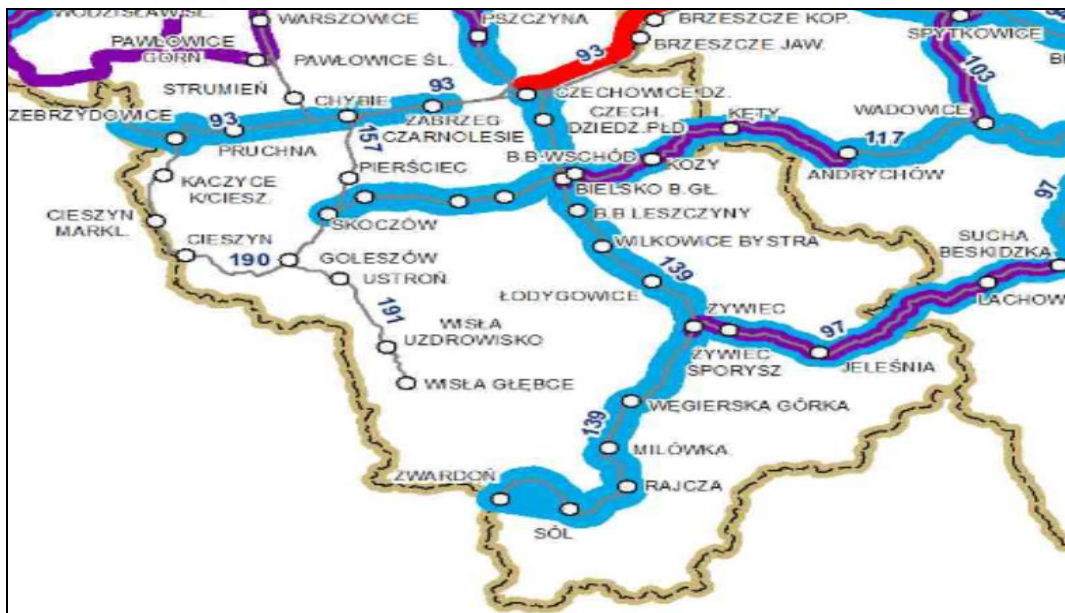 WODZISŁAW ŚL.
WARSZOWICE
PSZCZYNA
BRZESZCZE KOP.
SPYTKOWICE
PAWŁOWICE
GÓRN
PAWŁOWICE ŚL.
93
BRZESZCZE JAW.
103
STRUMIEŃ
CHYBIE
93
CZECHOWICE DZ.
WADOWICE
ZEBRZYDOWICE
93
ZABRZEG
CZARNOLESIE
CZECH.
DZIEDZ.PŁD
KĘTY
117
PRUCHNA
157
B.B-WSCHÓD
KOZY
ANDRYCHÓW
PIERŚCIEC
KACZYCE
K/CIESZ.
BIELSKO B.GŁ.
97
CIESZYN
MARKL.
SKOCZÓW
B.B LESZCZYNY
CIESZYN
WILKOWICE BYSTRA
SUCHA
BESKIDZKA
190
GOLESZÓW
USTROŃ
139
ŁODYGOWICE
LACHOW
191
ŻYWIEC
97
WISŁA
UZDROWISKO
ŻYWIEC
SPORYSZ
JELEŚNIA
WISŁA GŁĘBCE
WĘGIERSKA GÓRKA
139
MILÓWKA
ZWARDOŃ
RAJCZA
SÓL